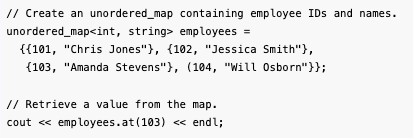 // Create an unordered_map containing employee IDs and names.
unordered_map<int, string> employees =
{{101, "Chris Jones"}, {102, "Jessica Smith"},
{103, "Amanda Stevens"}, (104, "Will Osborn"}};
// Retrieve a value from the map.
cout << employees.at(103) << endl;